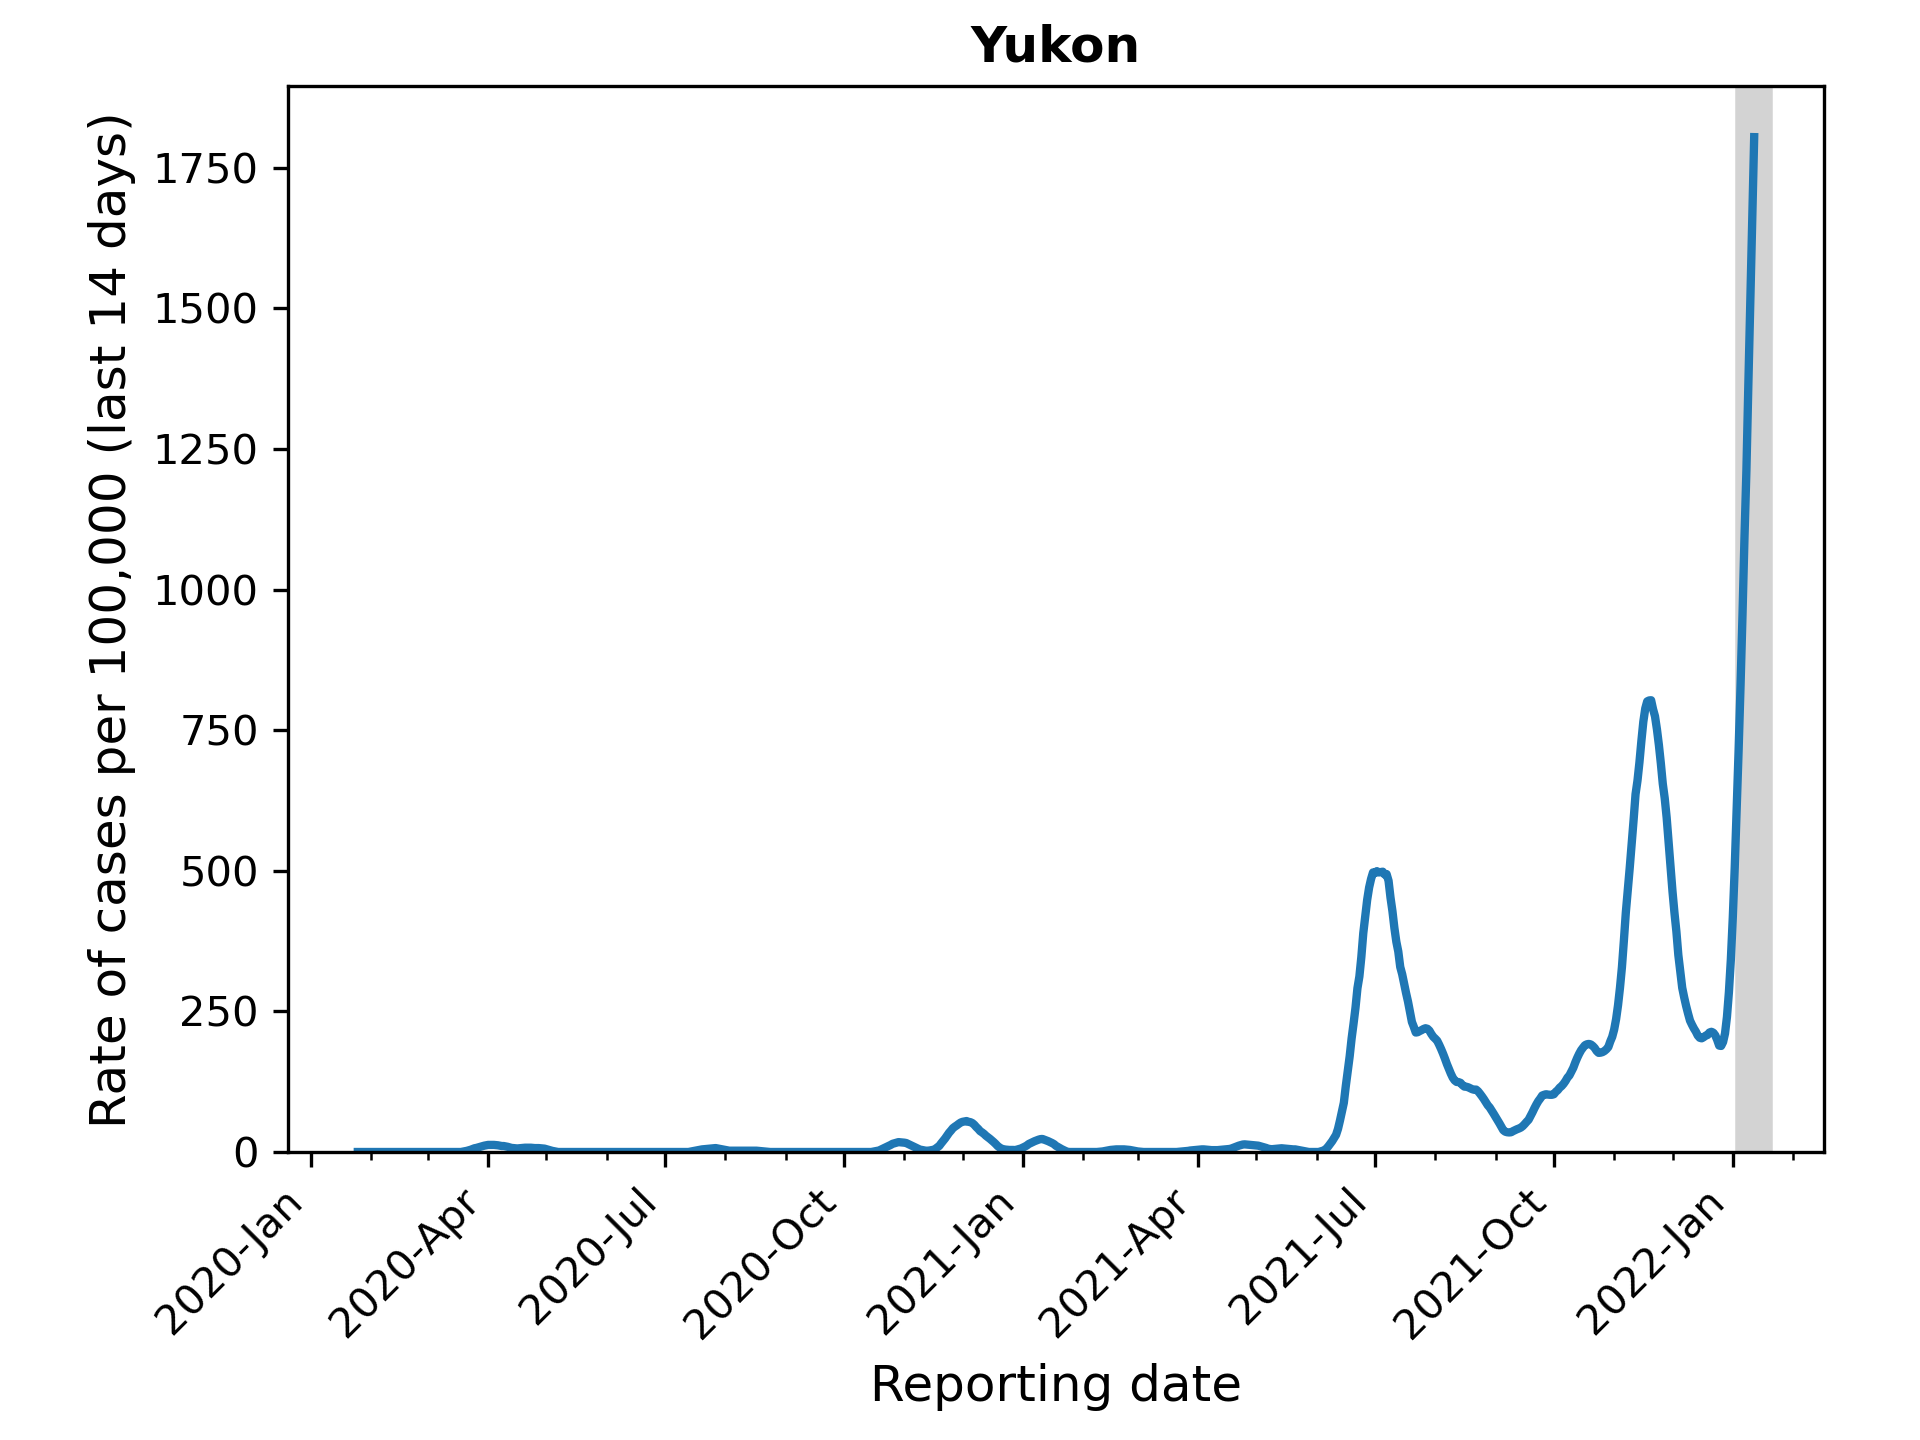 Yukon
Rate of cases per 100,000 (last 14 days)
1750
1500
1250
1000
750
500
250
0
2020-Jan
2020-Apr
2020-Jul
2020-Oct
2021-Jan
2021-Apr
2021-Jul
2021-Oct
2022-Jan
Reporting date